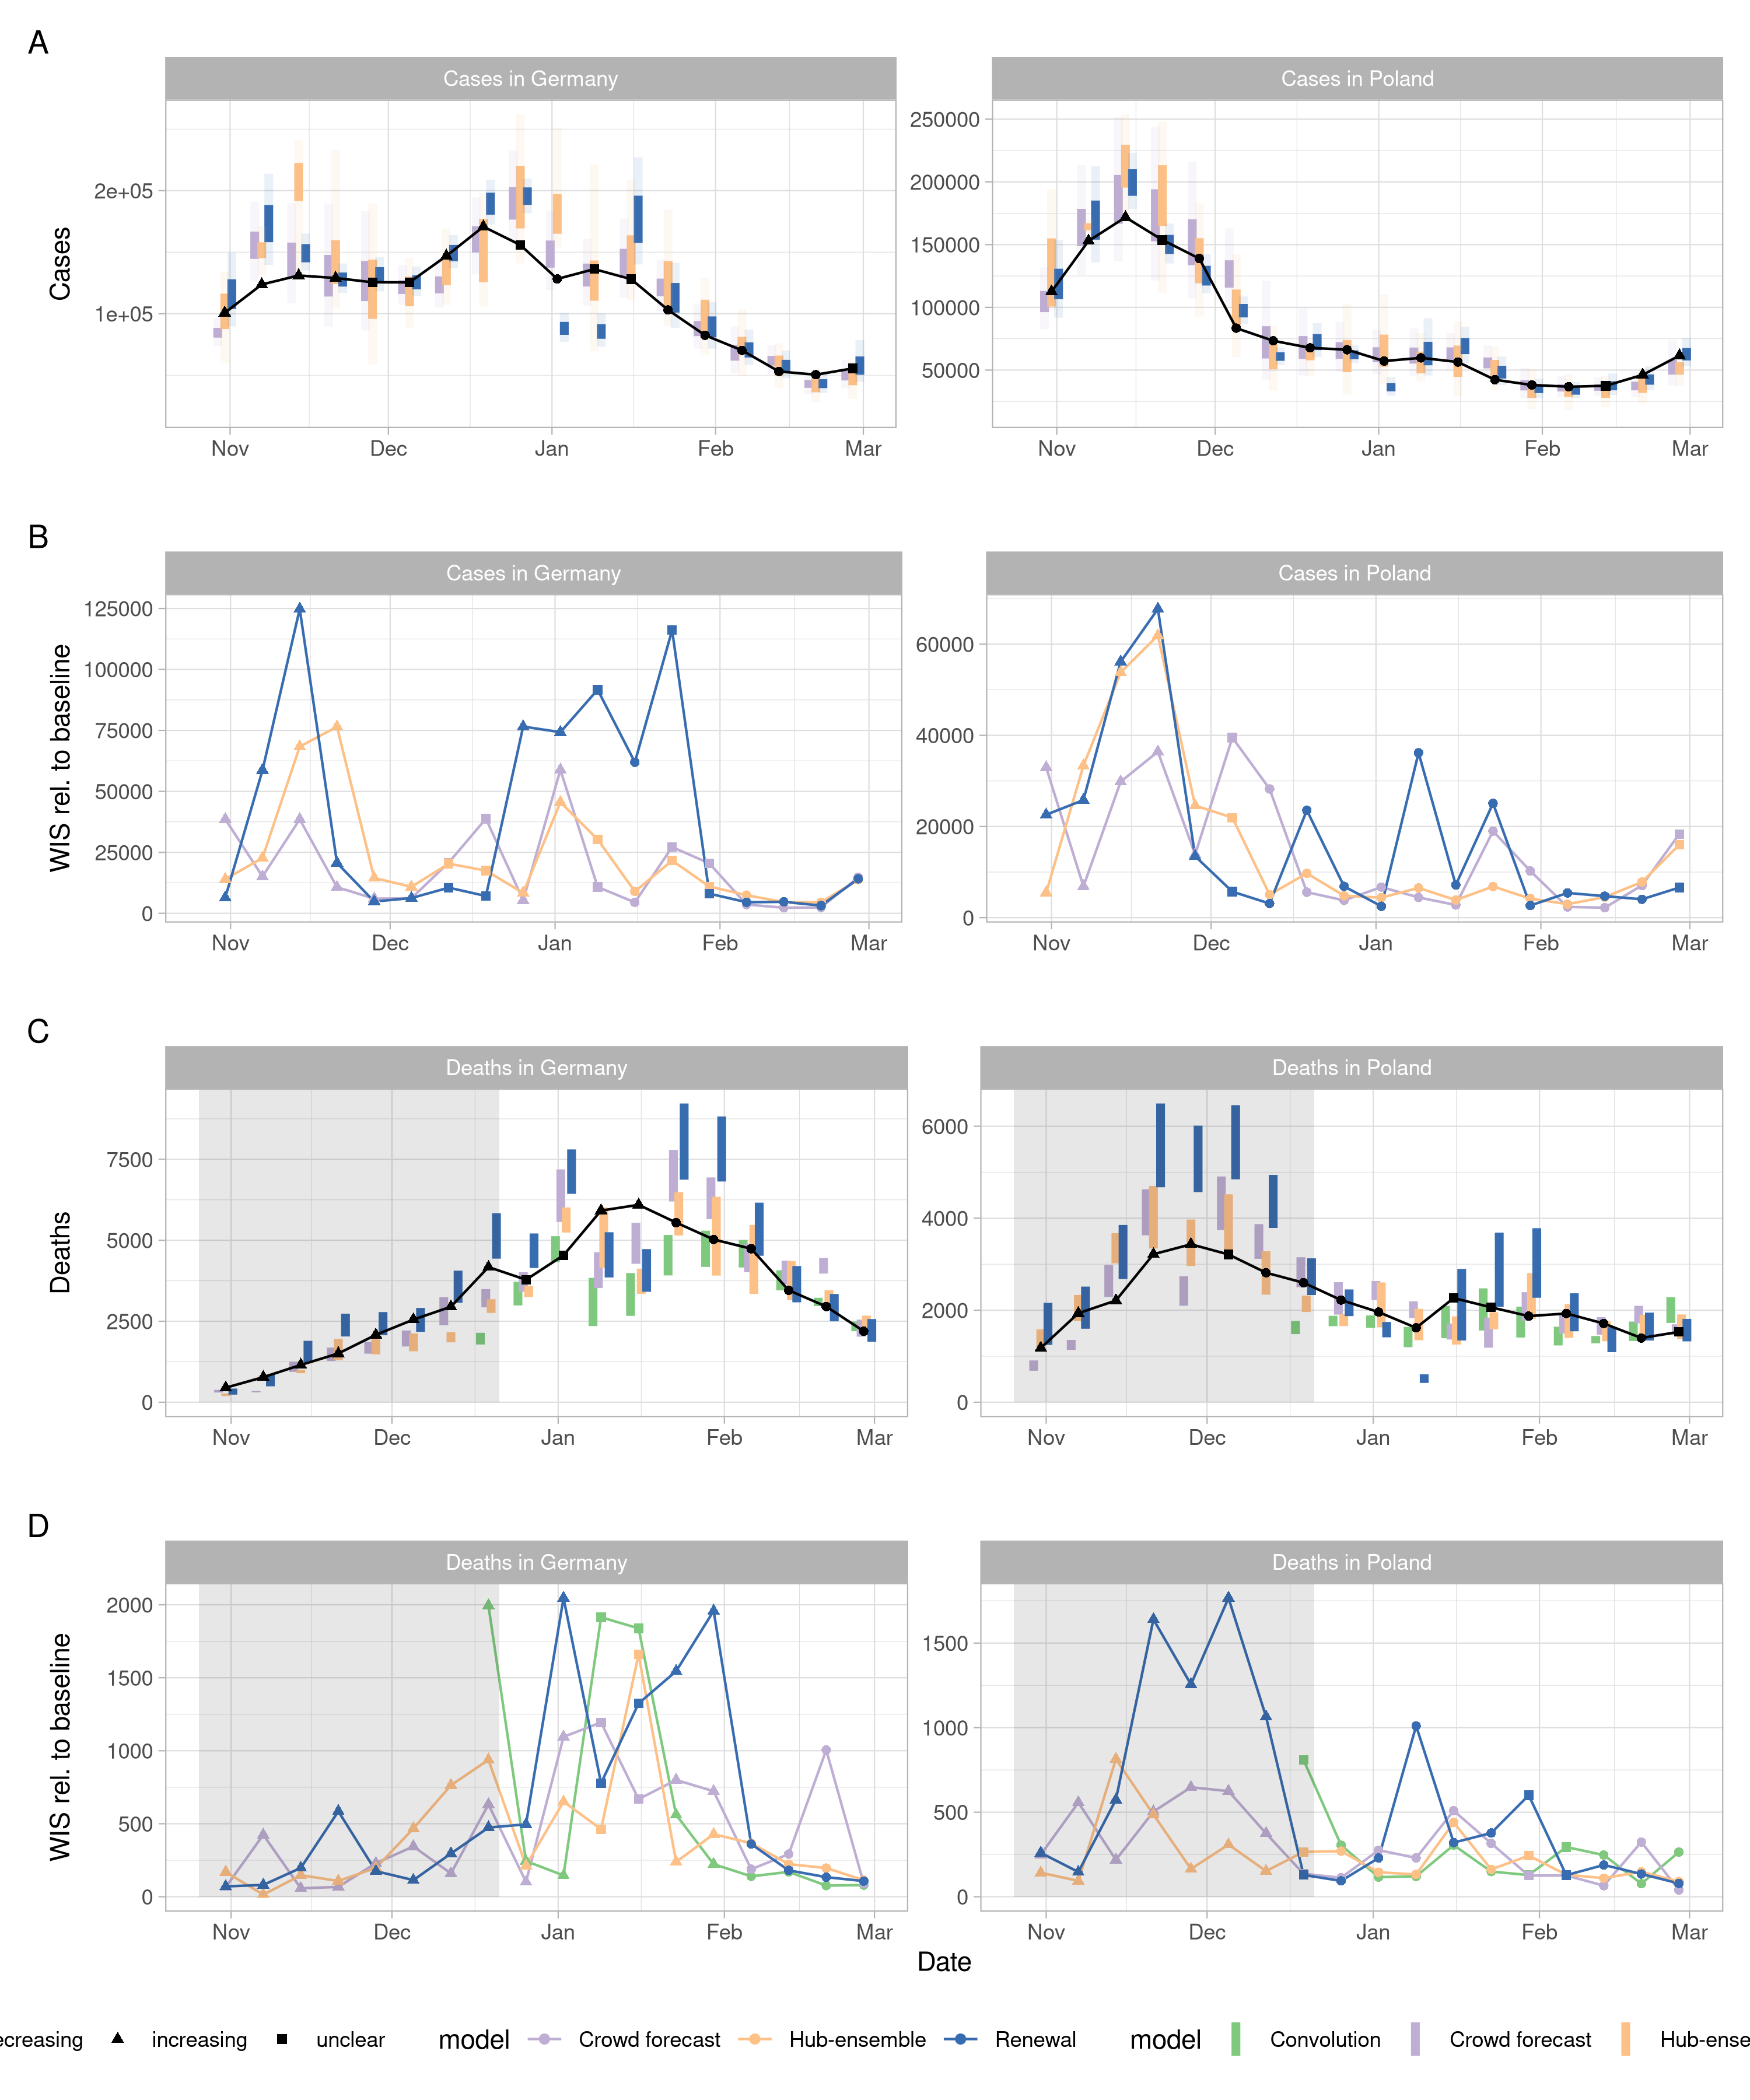 A
Cases in Germany
Cases in Poland
Cases
2e+05
1e+05
250000
200000
150000
100000
50000
Nov Dec Jan Feb Mar
Nov Dec Jan Feb Mar
B
Cases in Germany
Cases in Poland
WIS rel. to baseline
125000
100000
75000
50000
25000
0
60000
40000
20000
0
Nov Dec Jan Feb Mar
Nov Dec Jan Feb Mar
C
Deaths in Germany
Deaths in Poland
Deaths
7500
5000
2500
0
6000
4000
2000
0
Nov Dec Jan Feb Mar
Nov Dec Jan Feb Mar
D
Deaths in Germany
Deaths in Poland
WIS rel. to baseline
2000
1500
1000
500
0
1500
1000
500
0
Nov Dec Jan Feb Mar
Nov Dec Jan Feb Mar
Date
ecreasing increasing unclear model Crowd forecast Hub-ensemble Renewal model Convolution Crowd forecast Hub-ense